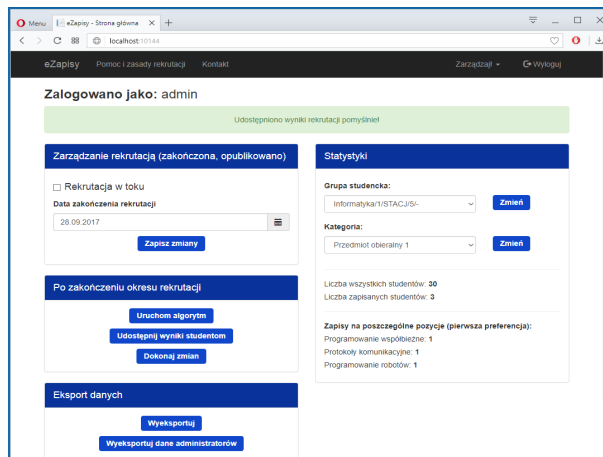 Menu
eZapisy - Strona główna
localhost:10144
eZapisy Pomoc i zasady rekrutacji Kontakt Zarządzaj! Wyloguj
Zalogowano jako: admin
Udostępniono wyniki rekrutacji pomyślnie!
Zarządzanie rekrutacją (zakończona, opublikowano)
Rekrutacja w toku
Data zakończenia rekrutacji
28.09.2017
Zapisz zmiany
Po zakończeniu okresu rekrutacji
Uruchom algorytm
Udostępnij wyniki studentom
Dokonaj zmian
Eksport danych
Wyeksportuj
Wyeksportuj dane administratorów
Statystyki
Grupa studencka:
Informatyka/1/STACJ/5/-
Zmień
Kategoria:
Przedmiot obieralny 1
Zmień
Liczba wszystkich studentów: 30
Liczba zapisanych studentów: 3
Zapisy na poszczególne pozycje (pierwsza preferencja):
Programowanie współbieżne: 1
Protokoły komunikacyjne: 1
Programowanie robotów: 1